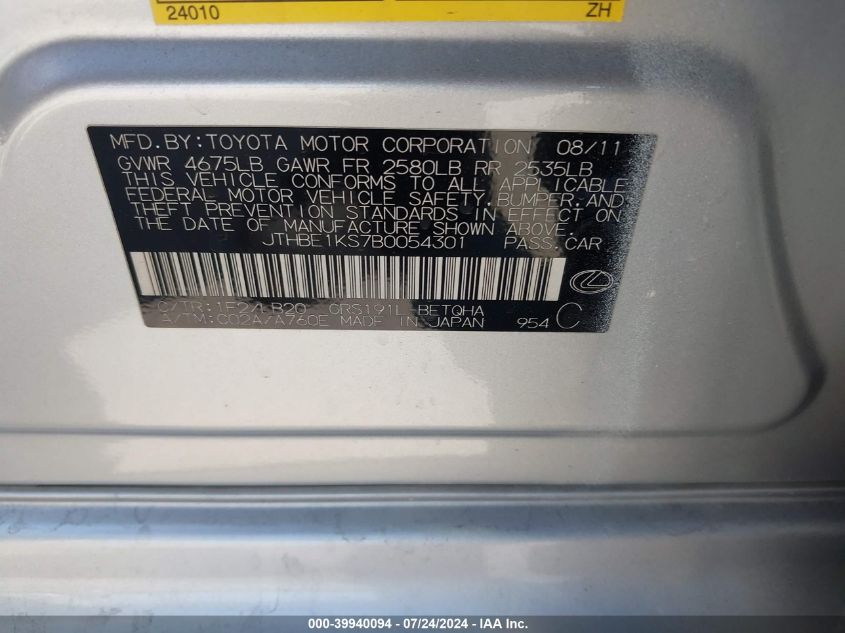 24010 ZH
MFD.BY:TOYOTA MOTOR CORPORATION 08/11
GVWR 4675LB GAWR FR 2580LB RR 2535LB
THIS VEHICLE CONFORMS TO ALL APPLICABLE
FEDERAL MOTOR VEHICLE SAFETY,BUMPER,AND
THEFT PREVENTION STANDARDS IN EFFECT ON
THE DATE OF MANUFACTURE SHOWN ABOVE.
JTHBE1KS7B0054301 PASS.CAR
C/TR:1F2/LB20 GRS191L-BETQHA
A/TM:C02A/A760E MADE IN JAPAN 954 C
000-39940094 - 07/24/2024 - IAA Inc.